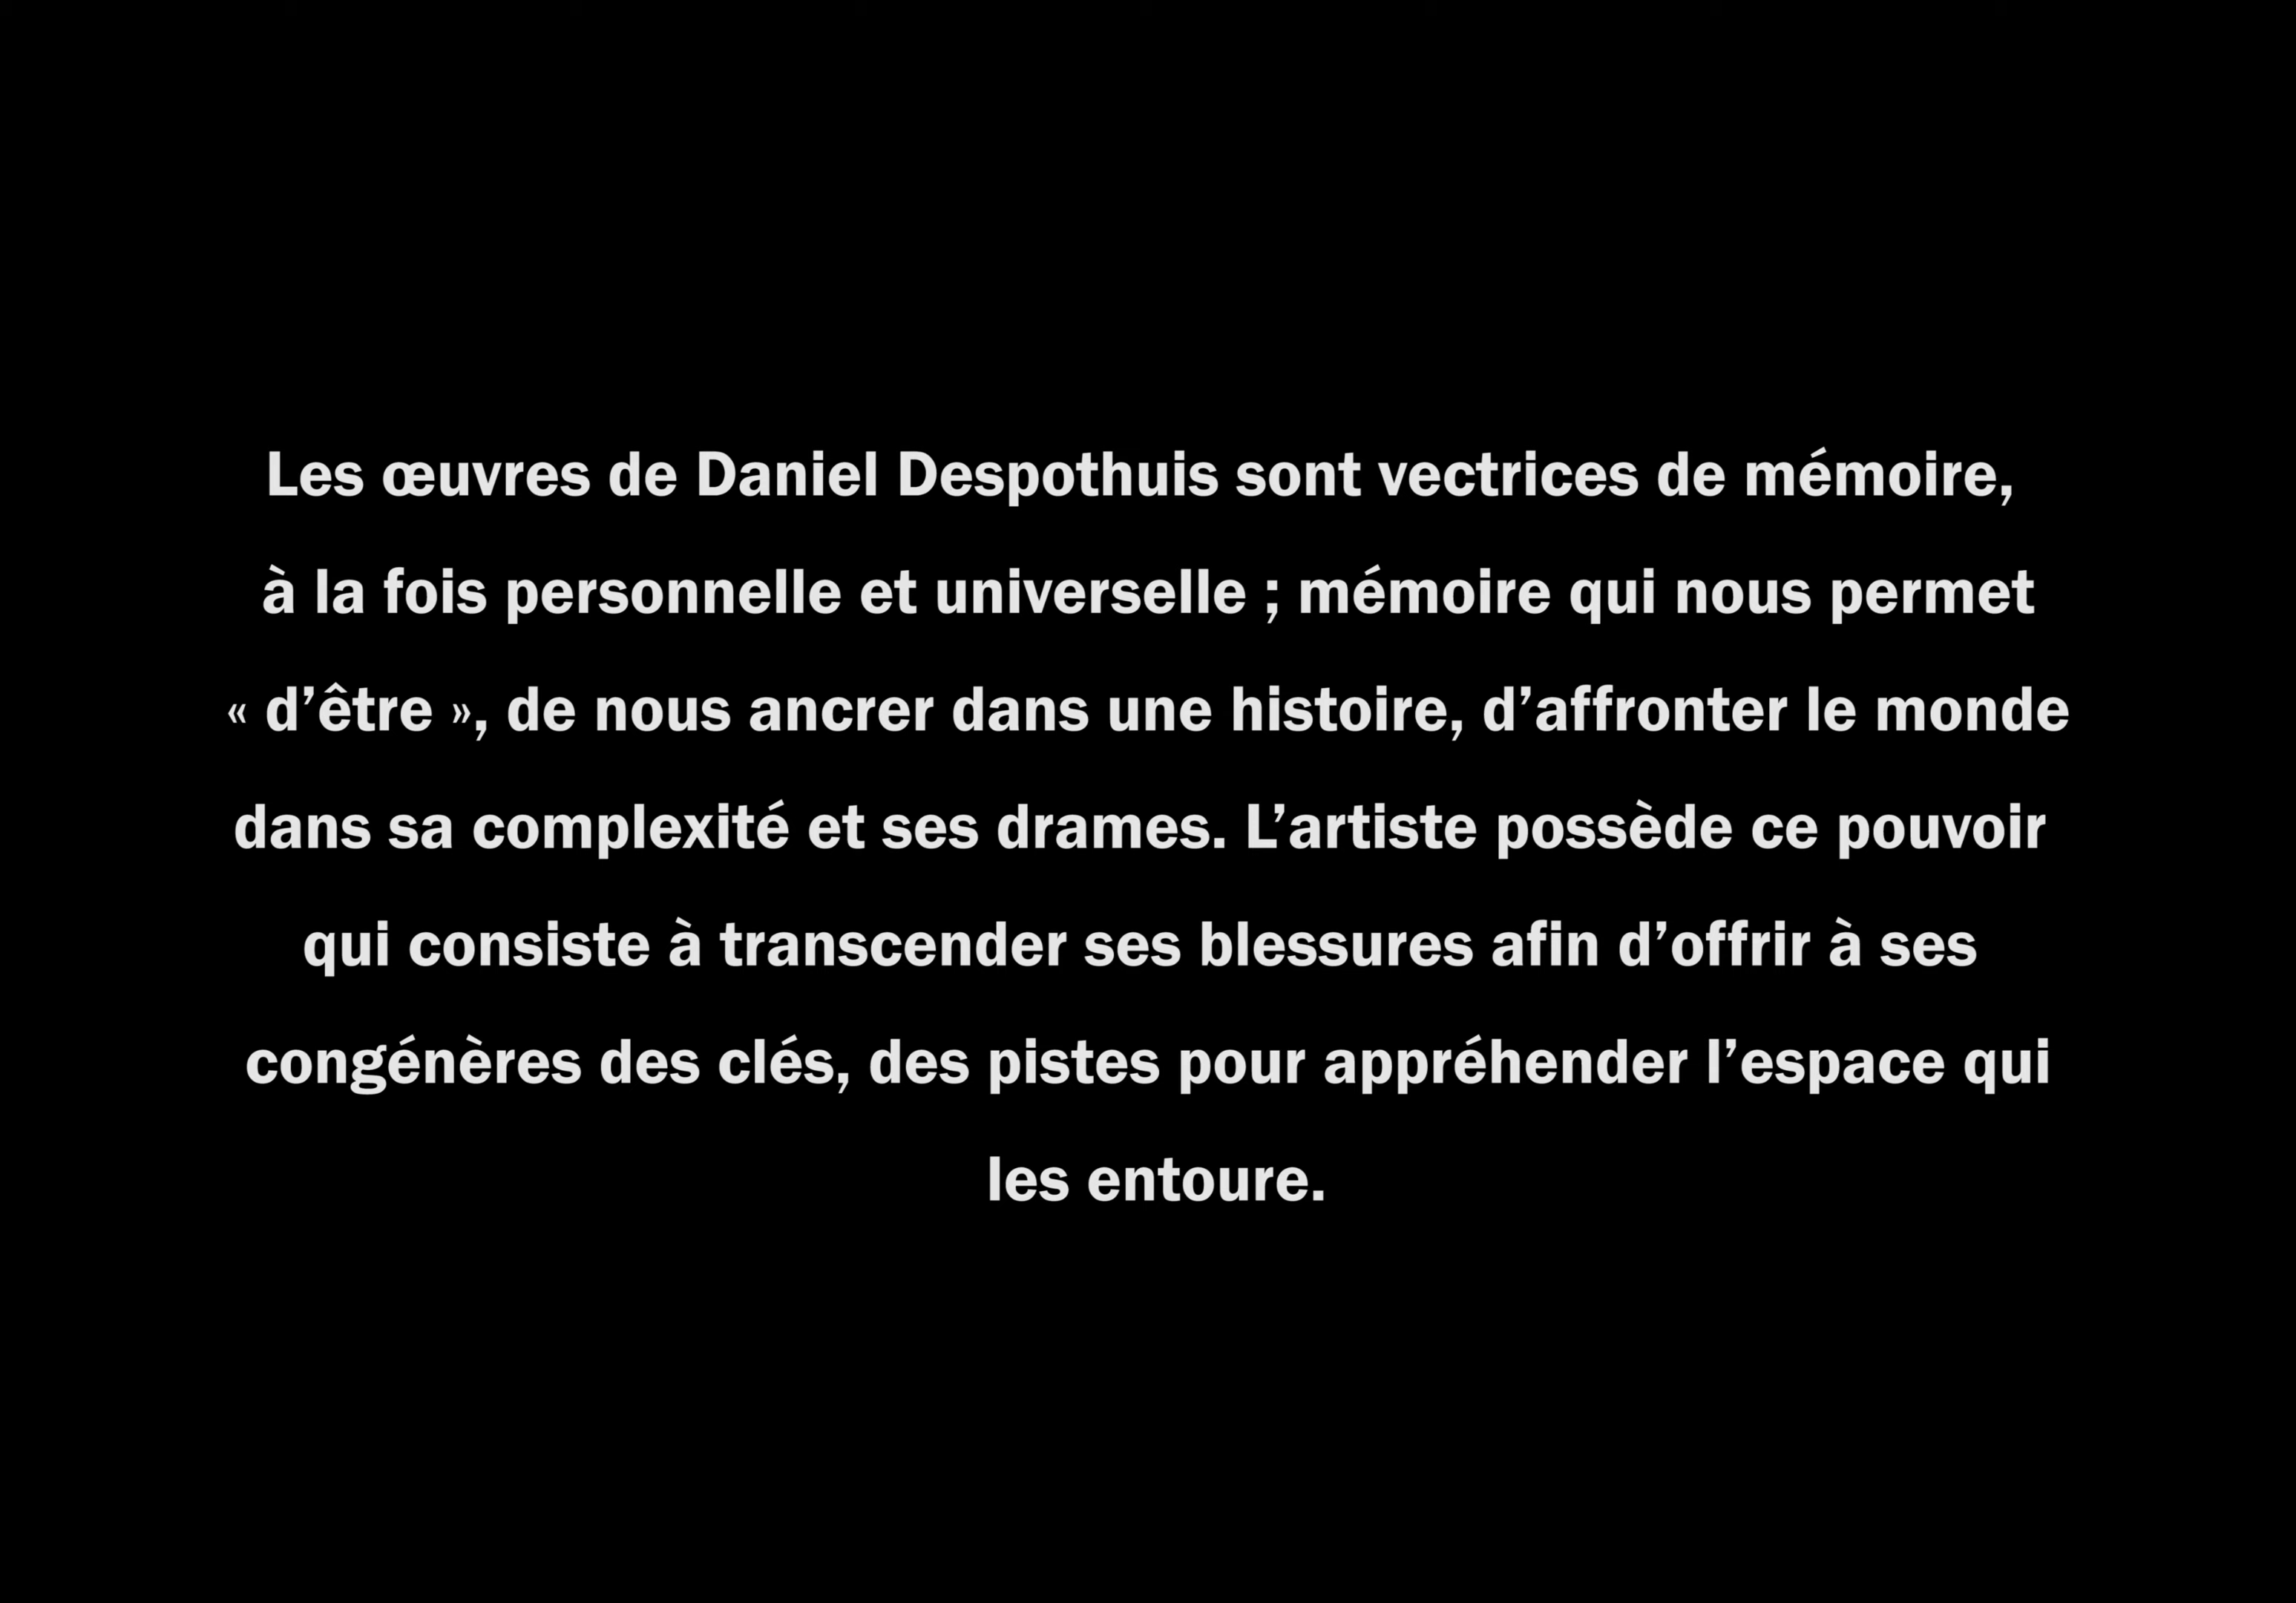 Les œuvres de Daniel Despothuis sont vectrices de mémoire,
à la fois personnelle et universelle ; mémoire qui nous permet
« d’être », de nous ancrer dans une histoire, d’affronter le monde
dans sa complexité et ses drames. L’artiste possède ce pouvoir
qui consiste à transcender ses blessures afin d’offrir à ses
congénères des clés, des pistes pour appréhender l’espace qui
les entoure.